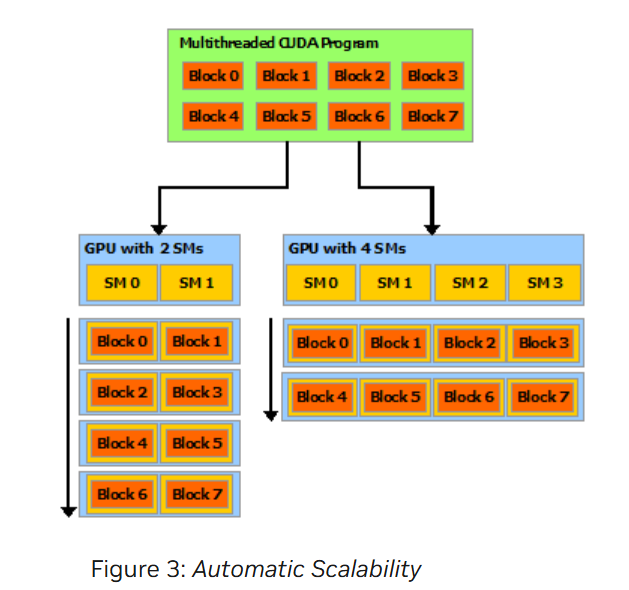 Multithreaded CUDA Program
Block 0 Block 1 Block 2 Block 3
Block 4 Block 5 Block 6 Block 7
GPU with 2 SMs
SM 0 SM 1
Block 0 Block 1
Block 2 Block 3
Block 4 Block 5
Block 6 Block 7
GPU with 4 SMs
SM 0 SM 1 SM 2 SM 3
Block 0 Block 1 Block 2 Block 3
Block 4 Block 5 Block 6 Block 7
Figure 3: Automatic Scalability